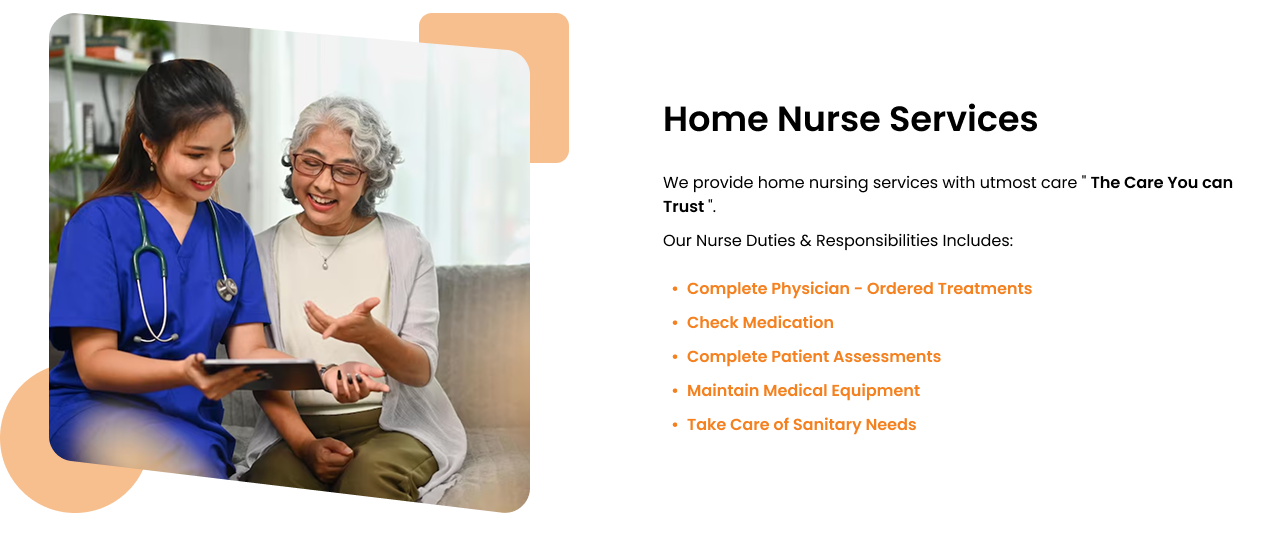 Home Nurse Services
We provide home nursing services with utmost care " The Care You can
Trust ".
Our Nurse Duties & Responsibilities Includes:
• Complete Physician - Ordered Treatments
• Check Medication
• Complete Patient Assessments
• Maintain Medical Equipment
• Take Care of Sanitary Needs